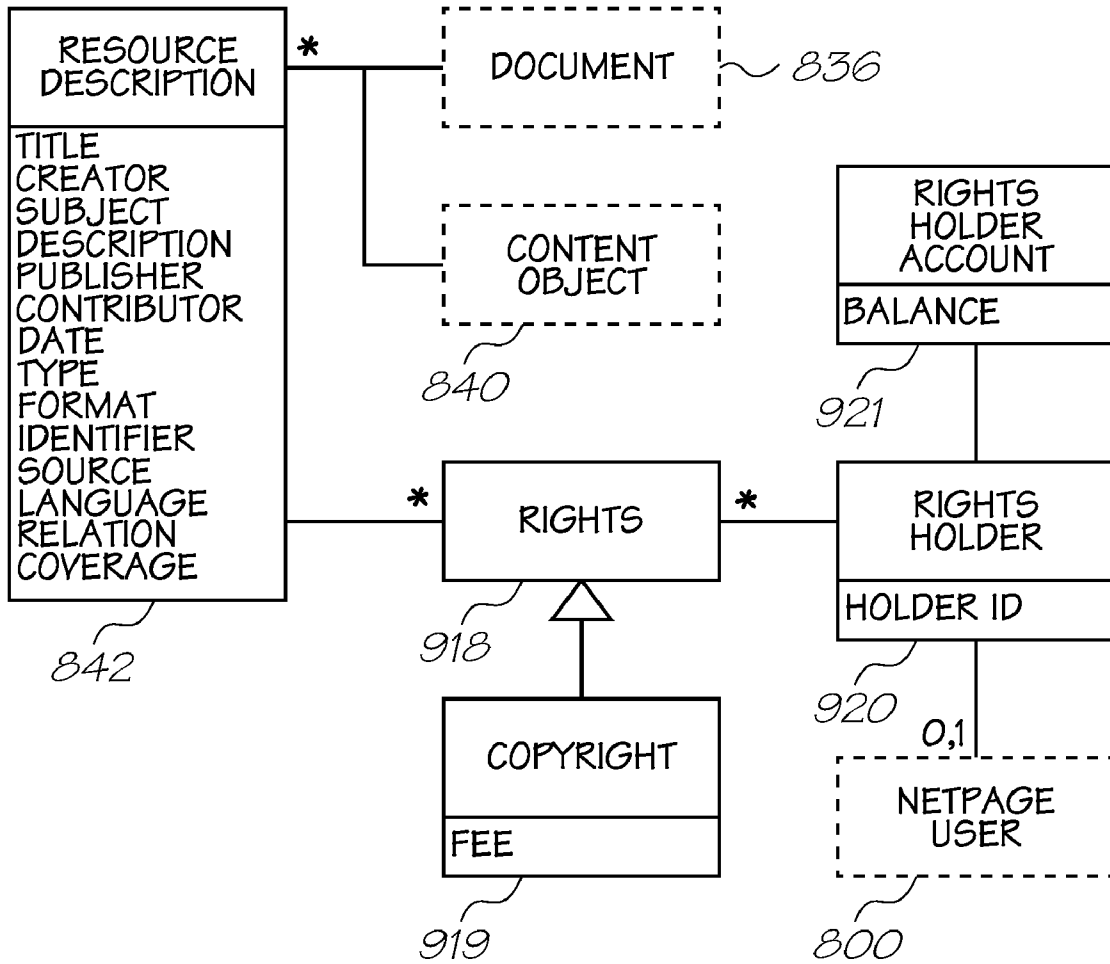 RESOURCE
DESCRIPTION
*
TITLE
CREATOR
SUBJECT
DESCRIPTION
PUBLISHER
CONTRIBUTOR
DATE
TYPE
FORMAT
IDENTIFIER
SOURCE
LANGUAGE
RELATION
COVERAGE
842
DOCUMENT
836
CONTENT
OBJECT
840
RIGHTS
HOLDER
ACCOUNT
BALANCE
921
*
RIGHTS
*
918
RIGHTS
HOLDER
HOLDER ID
920
COPYRIGHT
FEE
919
0,1
NETPAGE
USER
800